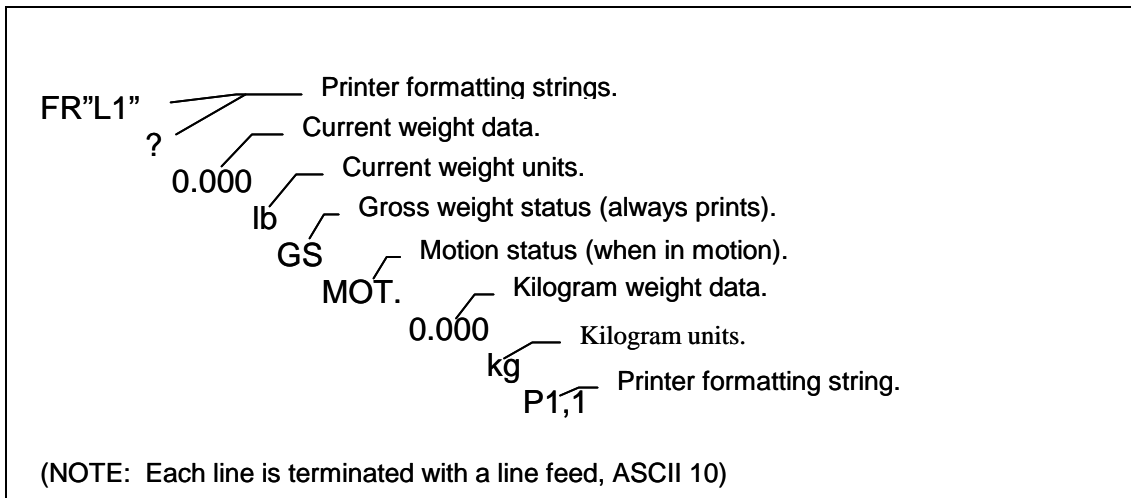 FR”L1” Printer formatting strings.
? Current weight data.
0.000 Current weight units.
lb Gross weight status (always prints).
GS Motion status (when in motion).
MOT. Kilogram weight data.
0.000 Kilogram units.
kg Printer formatting string.
P1,1
(NOTE: Each line is terminated with a line feed, ASCII 10)